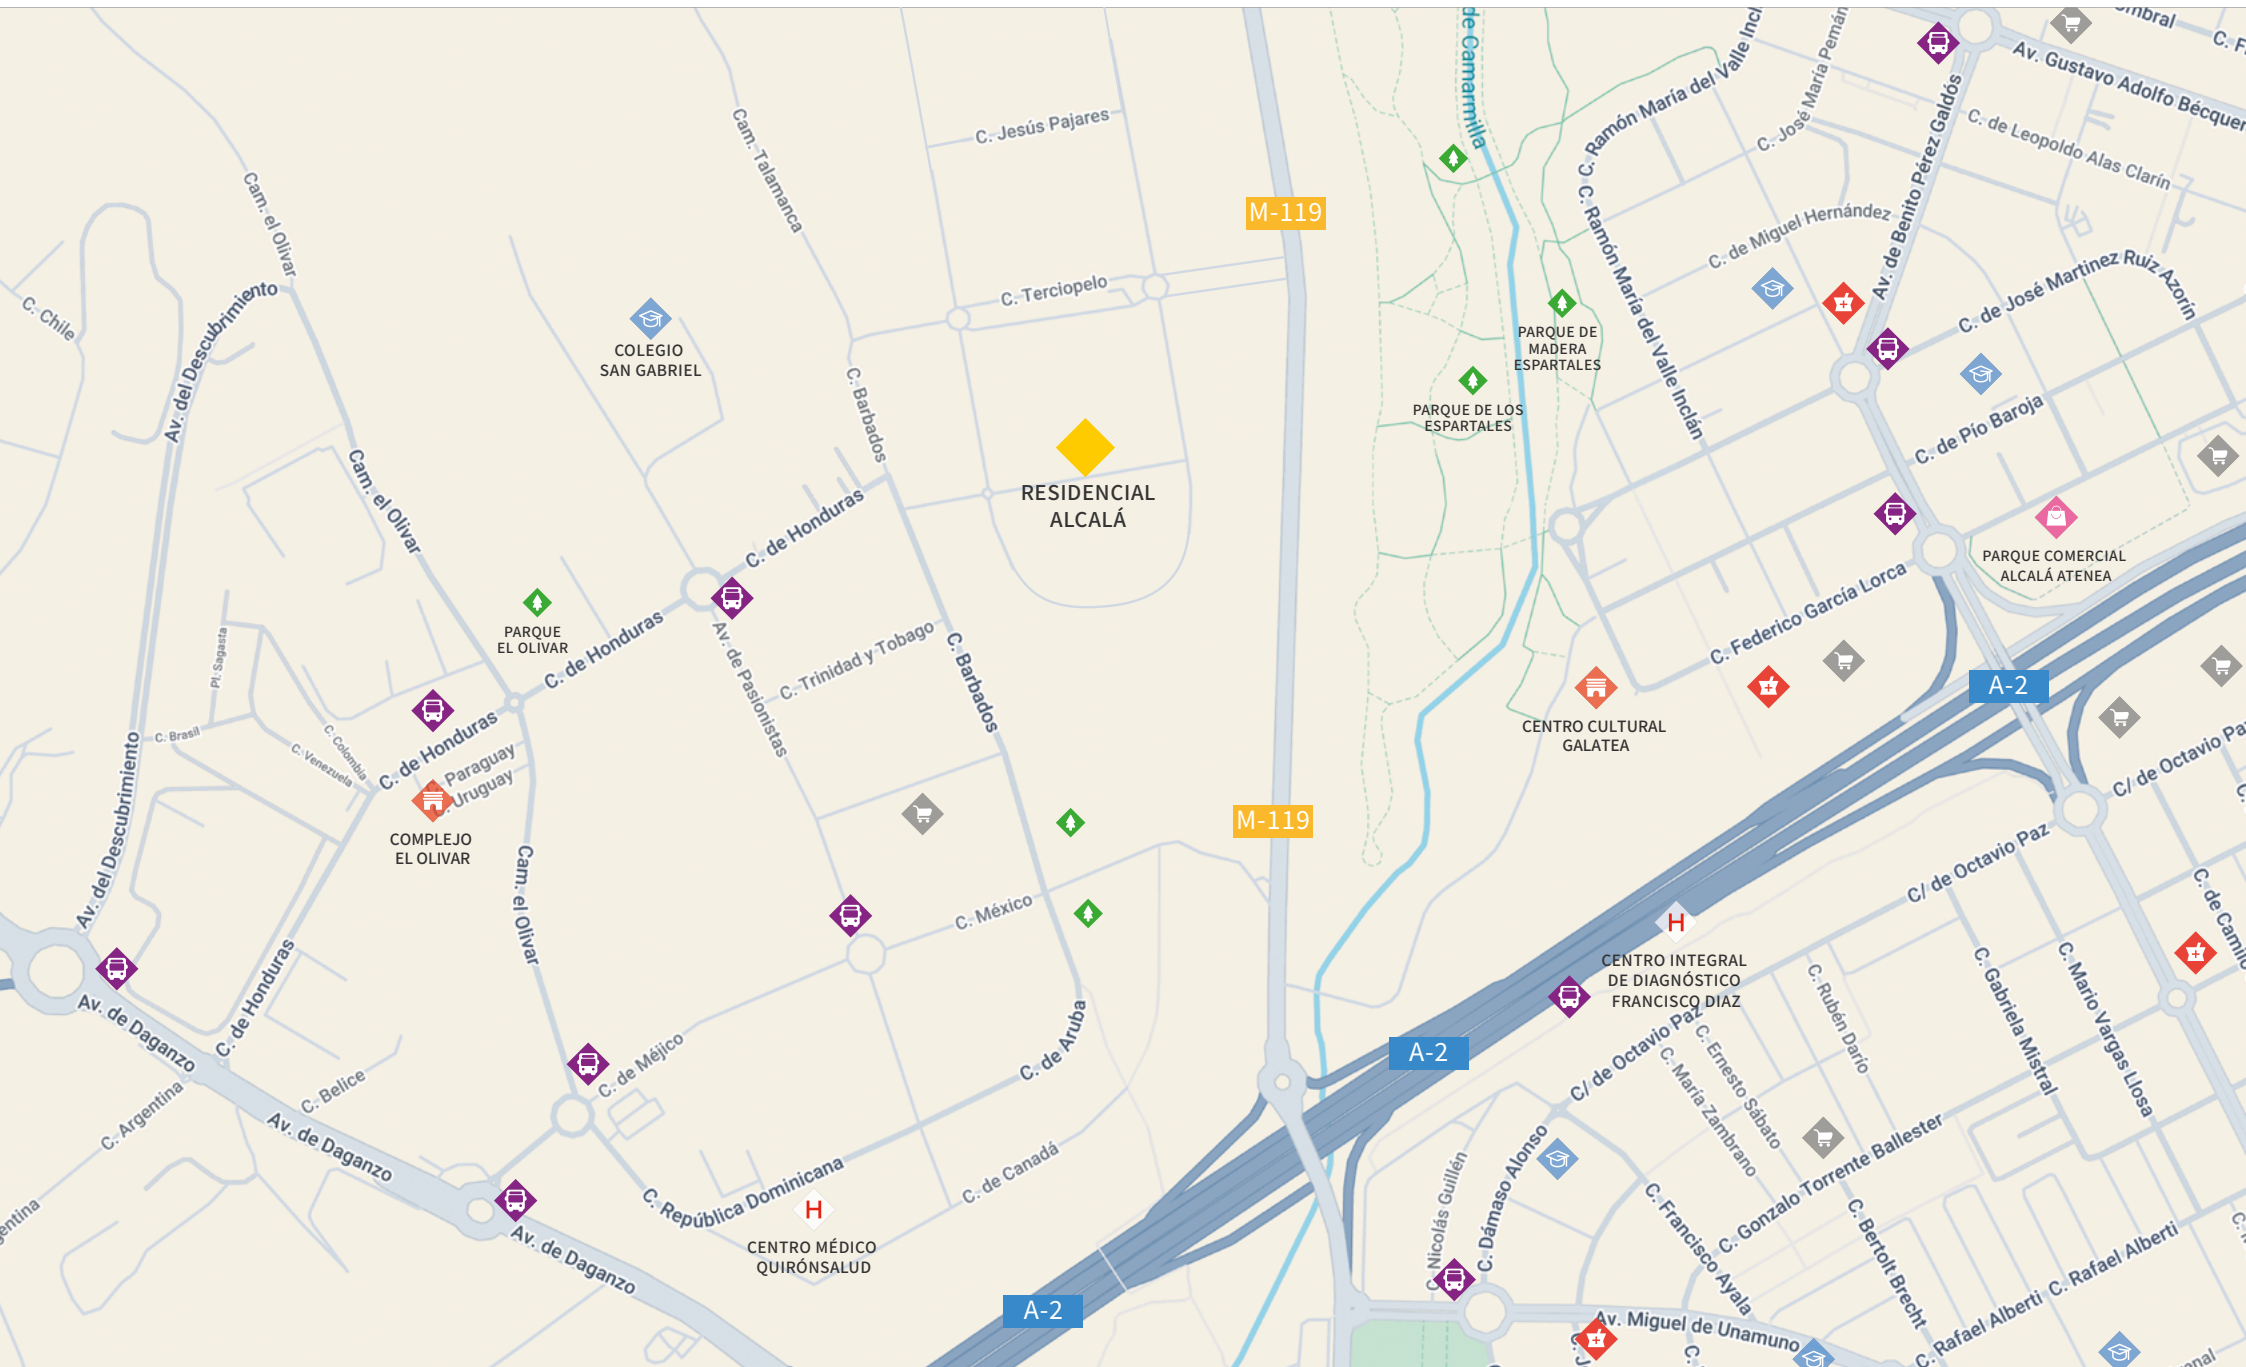 de Camarmilla
C. Ramón María del Valle Incl
C. José María Pemán
Av. Gustavo Adolfo Bécquer
C. de Leopoldo Alas Clarín
Av. de Benito Pérez Galdós
C. Jesús Pajares
Cam. Talamanca
Cam. el Olivar
M-119
C. Ramón María del Valle Inclán
C. de Miguel Hernández
C. de José Martinez Ruiz Azorín
C. Chile
Av. del Descubrimiento
C. Terciopelo
COLEGIO
SAN GABRIEL
C. Barbados
PARQUE DE
MADERA
ESPARTALES
PARQUE DE LOS
ESPARTALES
C. de Pío Baroja
Cam. el Olivar
C. de Honduras
RESIDENCIAL
ALCALÁ
PARQUE COMERCIAL
ALCALÁ ATENEA
C. Federico García Lorca
PARQUE
EL OLIVAR
C. de Honduras
Av. de Pasionistas
C. Trinidad y Tobago
C. Barbados
Pl. Sagasta
A-2
CENTRO CULTURAL
GALATEA
C. Brasil
C. Venezuela
C. Colombia
C. de Honduras
Paraguay
Uruguay
COMPLEJO
EL OLIVAR
Av. del Descubrimiento
M-119
C/ de Octavio Paz
C/ de Octavio Paz
Cam. el Olivar
C. México
C. de Camilo
CENTRO INTEGRAL
DE DIAGNÓSTICO
FRANCISCO DIAZ
C. Rubén Darío
C. Gabriela Mistral
C. Mario Vargas Llosa
C. de Honduras
Av. de Daganzo
C. de Méjico
C. de Aruba
A-2
C/ de Octavio Paz
C. Ernesto Sábato
C. María Zambrano
C. Argentina
C. Belice
Av. de Daganzo
C. República Dominicana
C. de Canadá
C. Nicolás Guillén
C. Dámaso Alonso
C. Francisco Ayala
C. Gonzalo Torrente Ballester
C. Bertolt Brecht
C. Rafael Alberti
C. Rafael Alberti
entina
CENTRO MÉDICO
QUIRÓNSALUD
Av. de Daganzo
A-2
Av. Miguel de Unamuno